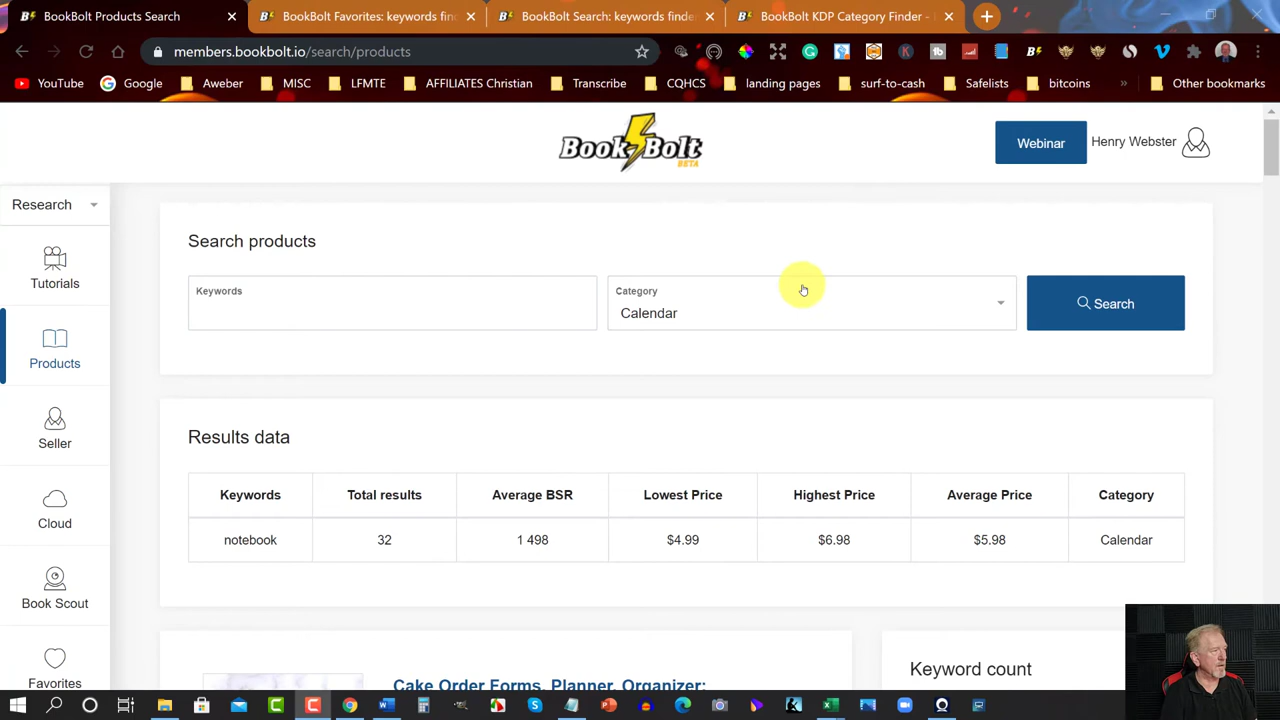 BookBolt Products Search
BookBolt Favorites: keywords fin
BookBolt Search: keywords finde
BookBolt KDP Category Finder -
members.bookbolt.io/search/products
YouTube
Google
Aweber
MISC
LFMTE
AFFILIATES Christian
Transcribe
CQHCS
landing pages
surf-to-cash
Safelists
bitcoins
»
Other bookmarks
Book Bolt
BETA
Webinar
Henry Webster
Research
Tutorials
Products
Seller
Cloud
Book Scout
Favorites
Search products
Keywords
Category
Calendar
Search
Results data
Keywords Total results Average BSR Lowest Price Highest Price Average Price Category
notebook 32 1 498 $4.99 $6.98 $5.98 Calendar
Cake Order Forms, Planner, Organizer:
Keyword count